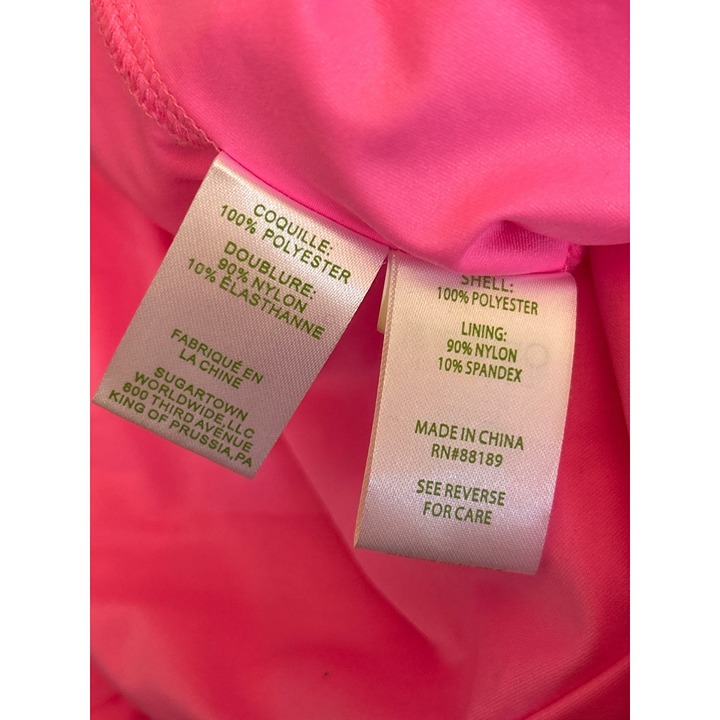 COQUILLE:
100% POLYESTER
DOUBLURE:
90% NYLON
10% ÉLASTHANNE
FABRIQUÉ EN
LA CHINE
SUGARTOWN
WORLDWIDE,LLC
800 THIRD AVENUE
KING OF PRUSSIA,PA
SHELL:
100% POLYESTER
LINING:
90% NYLON
10% SPANDEX
MADE IN CHINA
RN#88189
SEE REVERSE
FOR CARE